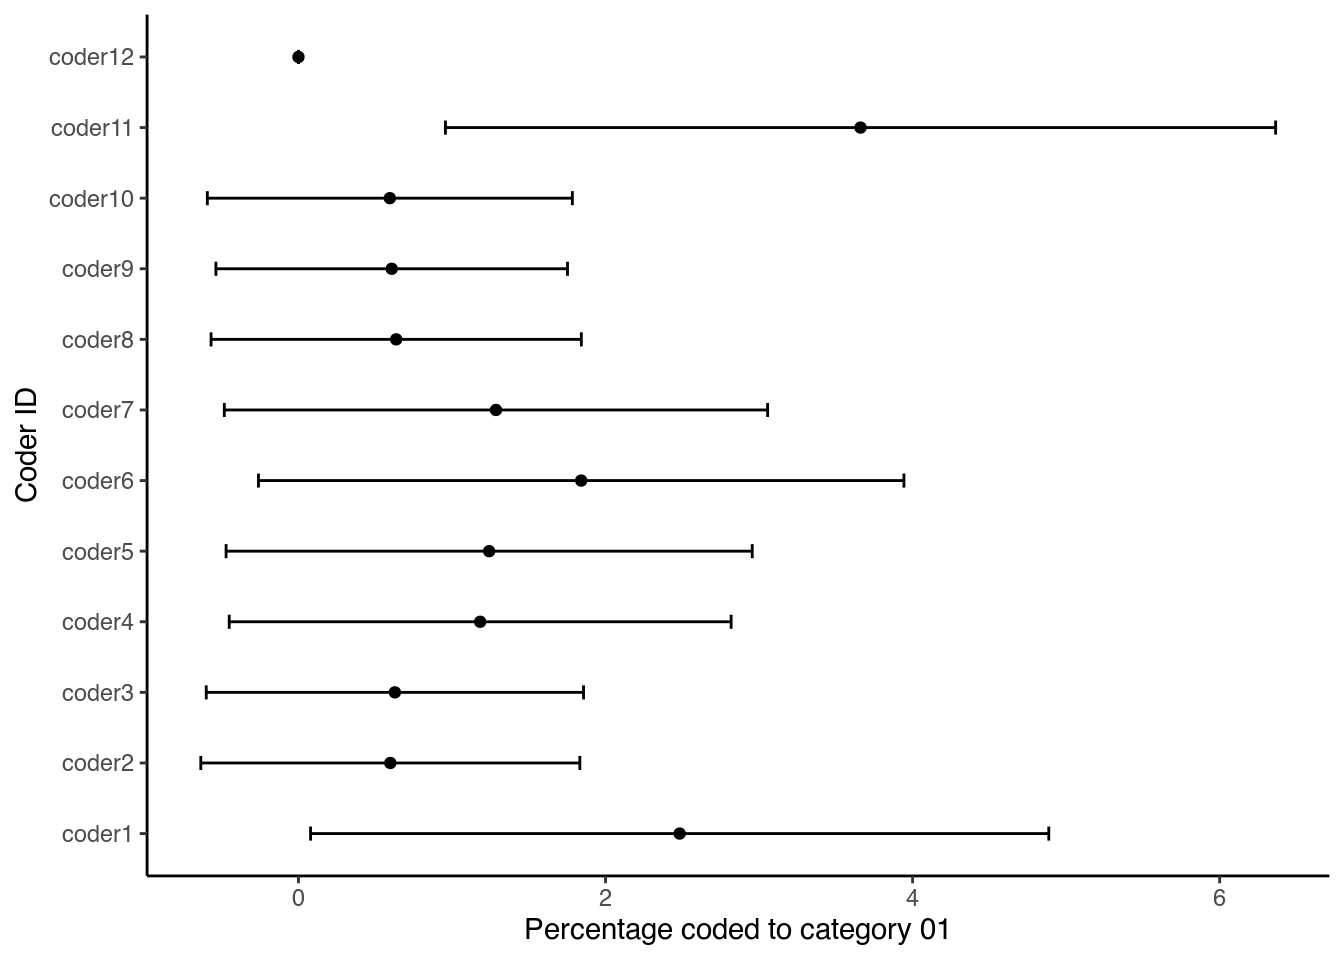 coder12
coder11
coder10
coder9
coder8
coder7
coder6
coder5
coder4
coder3
coder2
coder1
Coder ID
0 2 4 6
Percentage coded to category 01